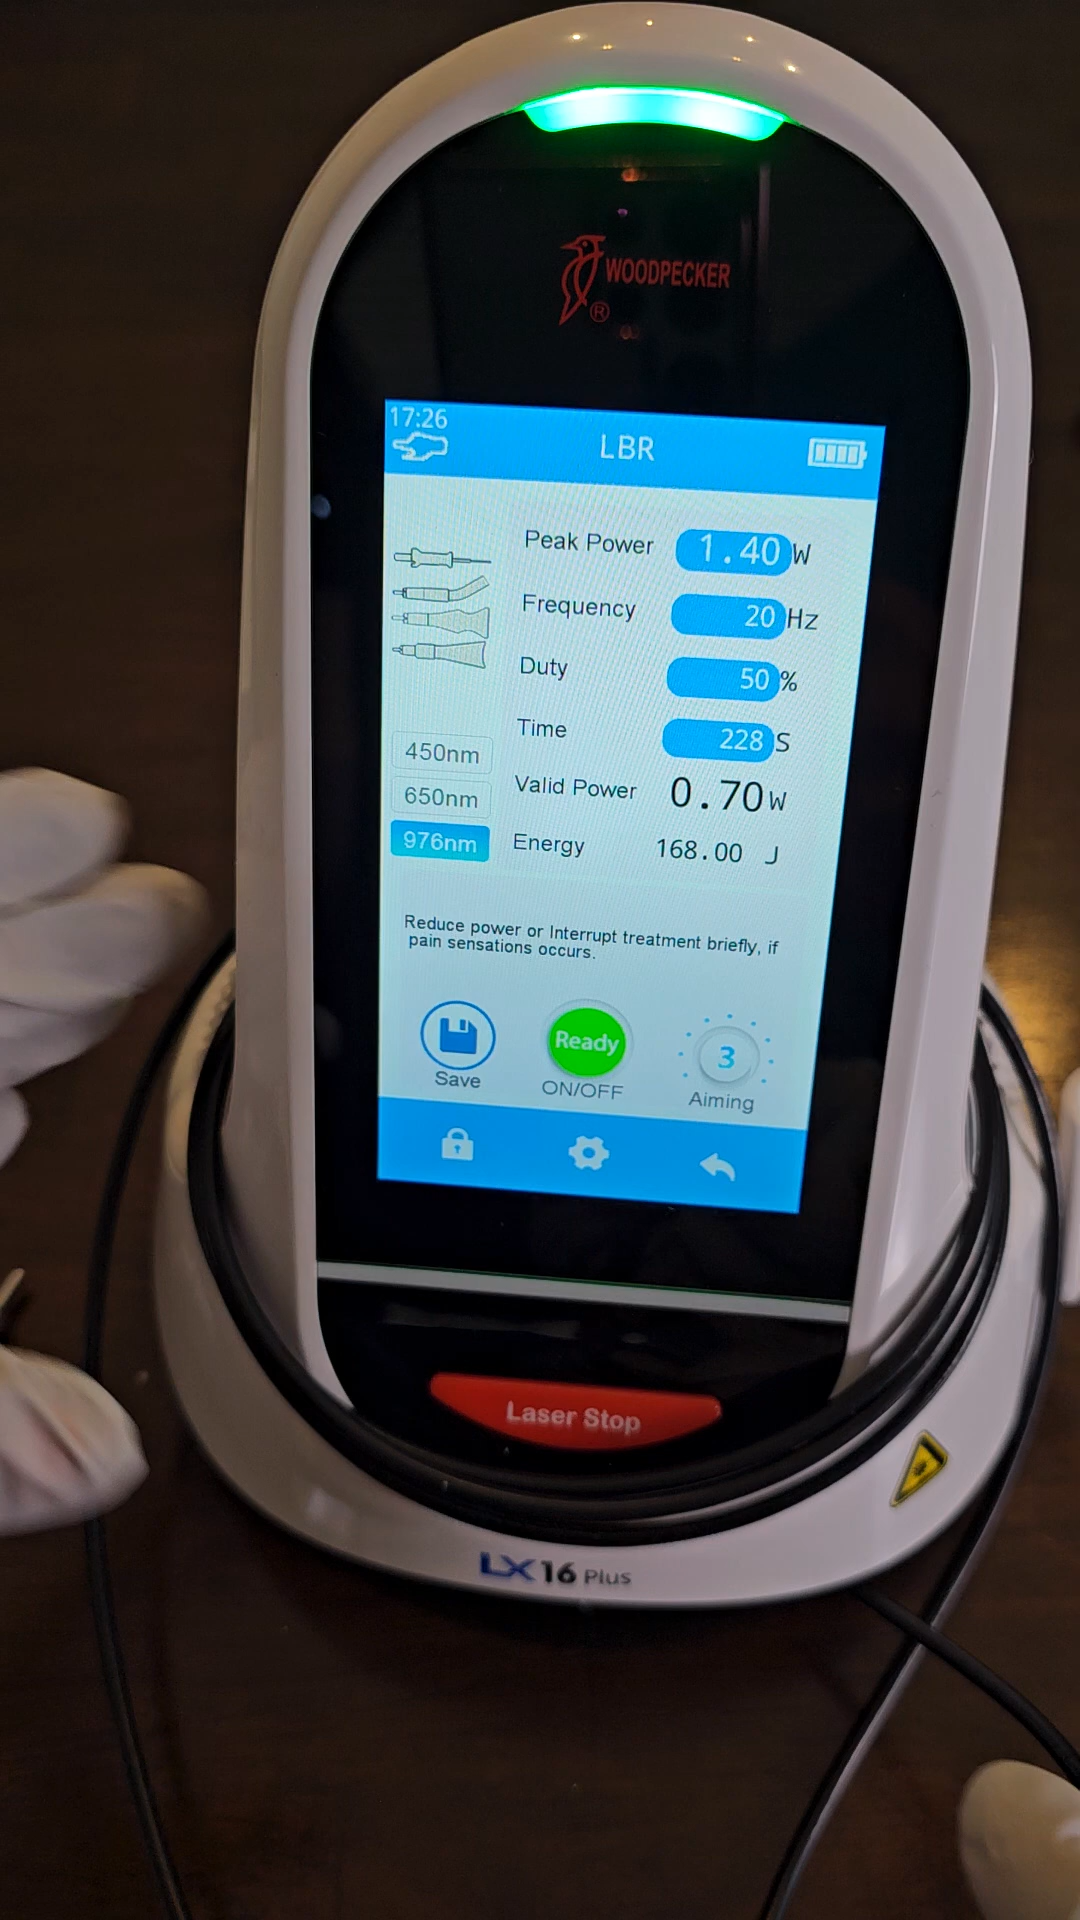 WOODPECKER
®
17:26
LBR
Peak Power 1.40 W
Frequency 20 Hz
Duty 50 %
Time 228 S
450nm
Valid Power 0.70 W
650nm
Energy 168.00 J
976nm
Reduce power or Interrupt treatment briefly, if
pain sensations occurs.
Save
Ready
ON/OFF
3
Aiming
Laser Stop
LX 16 Plus